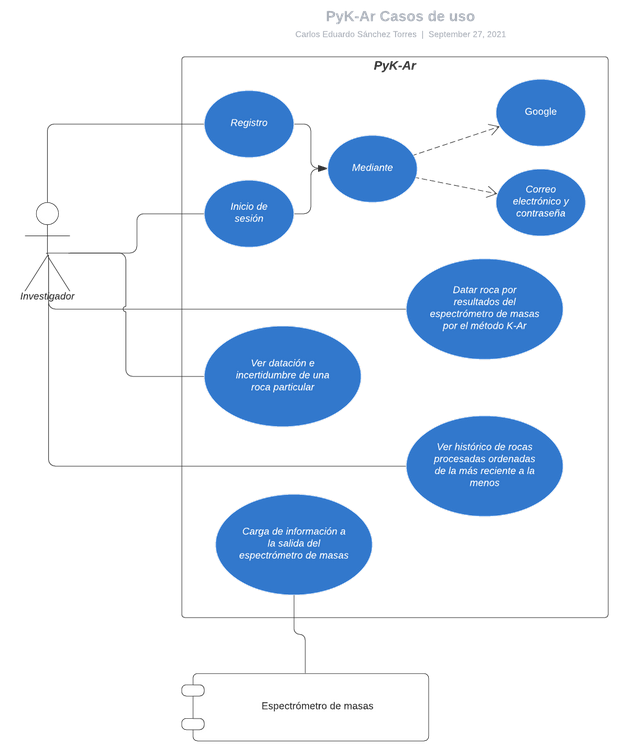 PyK-Ar Casos de uso
Carlos Eduardo Sánchez Torres | September 27, 2021
PyK-Ar
Registro
Google
Mediante
Inicio de
sesión
Correo
electrónico y
contraseña
Investigador
Datar roca por
resultados del
espectrómetro de masas
por el método K-Ar
Ver datación e
incertidumbre de una
roca particular
Ver histórico de rocas
procesadas ordenadas
de la más reciente a la
menos
Carga de información a
la salida del
espectrómetro de masas
Espectrómetro de masas